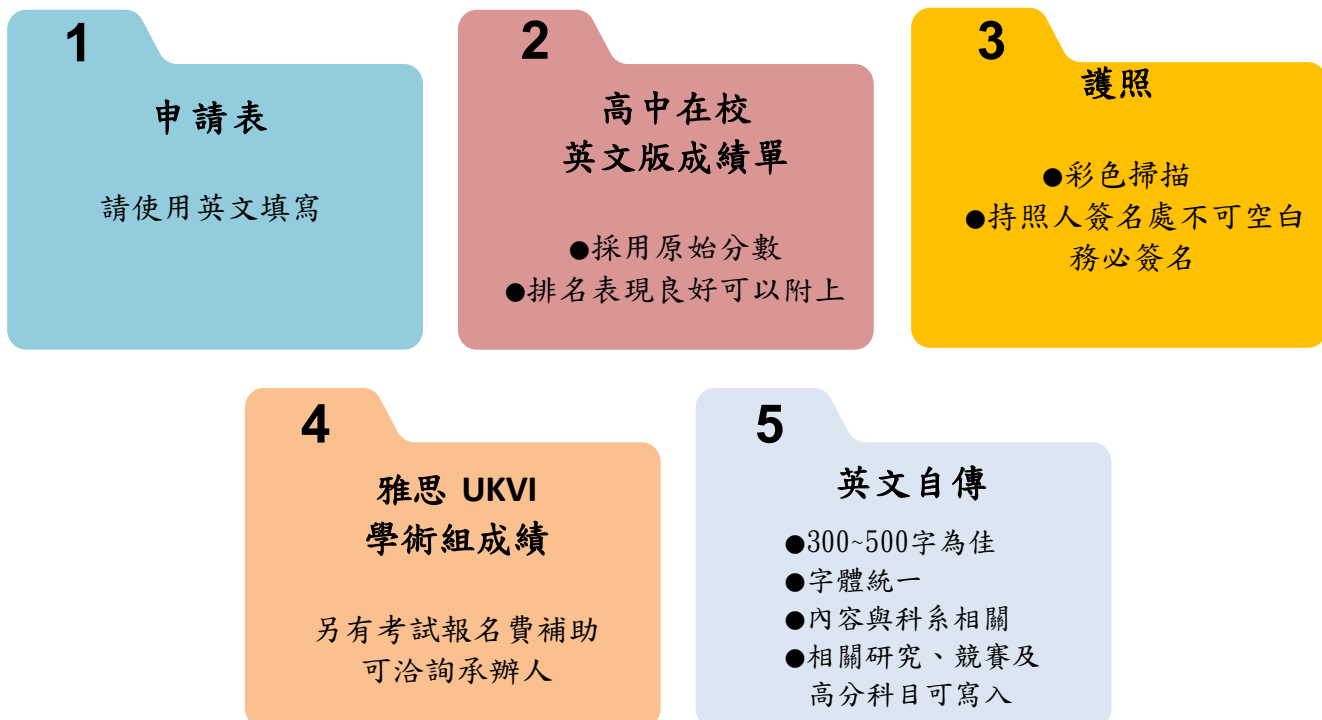 1
申請表
請使用英文填寫
2
高中在校
英文版成績單
●採用原始分數
●排名表現良好可以附上
3
護照
●彩色掃描
●持照人簽名處不可空白
務必簽名
4
雅思 UKVI
學術組成績
另有考試報名費補助
可洽詢承辦人
5
英文自傳
●300~500字為佳
●字體統一
●內容與科系相關
●相關研究、競賽及
高分科目可寫入